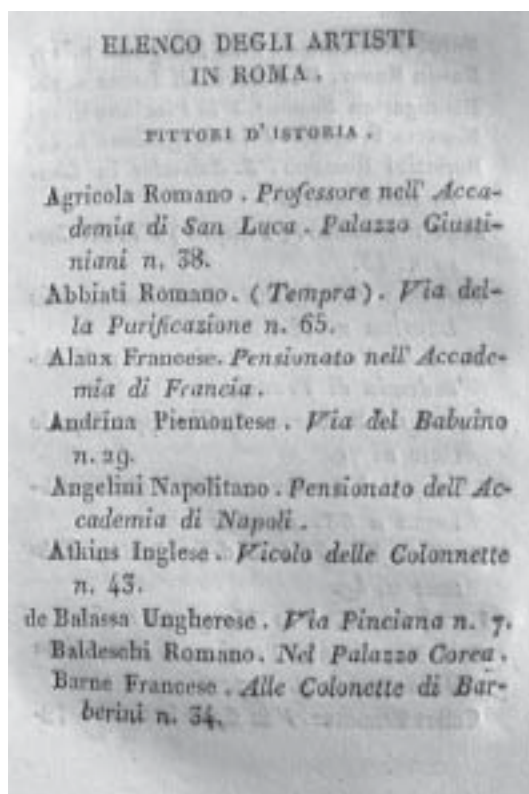 ELENCO DEGLI ARTISTI
IN ROMA.
PITTORI D'ISTORIA.
Agricola Romano. Professore nell' Acca-
demia di San Luca. Palazzo Giusti-
niani n. 38.
Abbiati Romano. (Tempra). Via del-
la Purificazione n. 65.
Alaux Francese. Pensionato nell' Accade-
mia di Francia.
Andrina Piemontese. Via del Babuino
n. 29.
Angelini Napolitano. Pensionato dell' Ac-
cademia di Napoli.
Athins Inglese. Vicolo delle Colonnette
n. 43.
de Balassa Ungherese. Via Pinciana n. 7.
Baldeschi Romano. Nel Palazzo Corea.
Barne Francese. Alle Colonette di Bar-
berini n. 34.